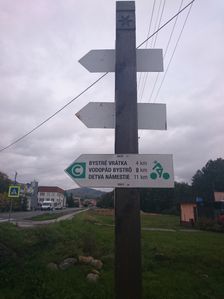 C
BYSTRÉ VRÁTKA 4 km
VODOPÁD BYSTRÔ 8 km
DETVA NÁMESTIE 11 km